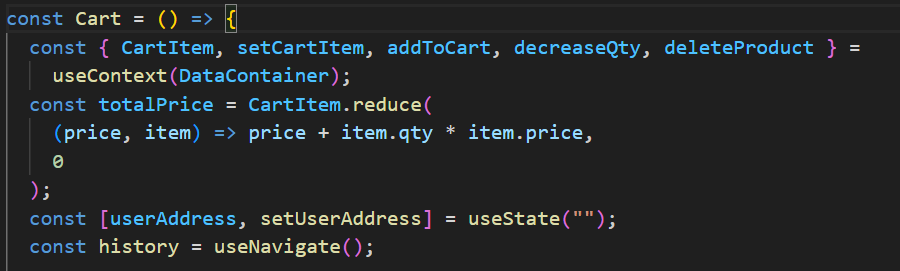 const Cart = () => {
const { CartItem, setCartItem, addToCart, decreaseQty, deleteProduct } =
useContext(DataContainer);
const totalPrice = CartItem.reduce(
(price, item) => price + item.qty * item.price,
0
);
const [userAddress, setUserAddress] = useState("");
const history = useNavigate();